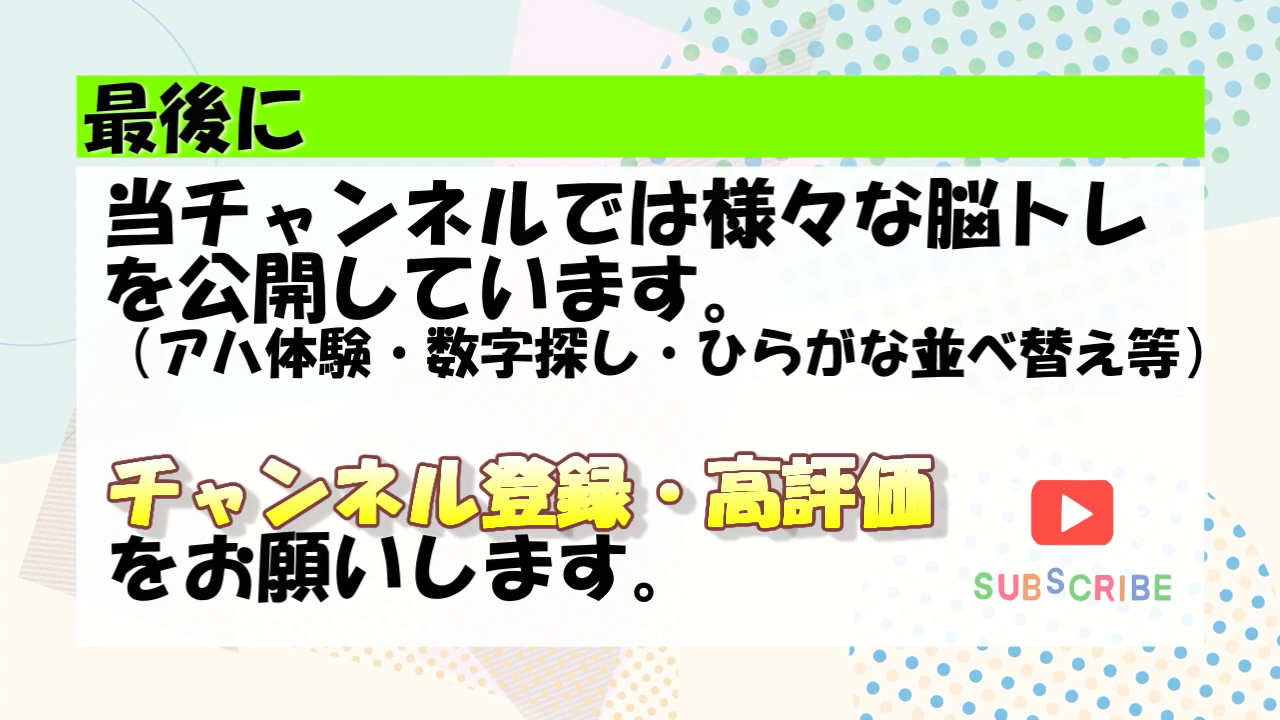 最後に
当チャンネルでは様々な脳トレ
を公開しています。
（アハ体験・数字探し・ひらがな並べ替え等）
チャンネル登録・高評価
をお願いします。
SUBSCRIBE